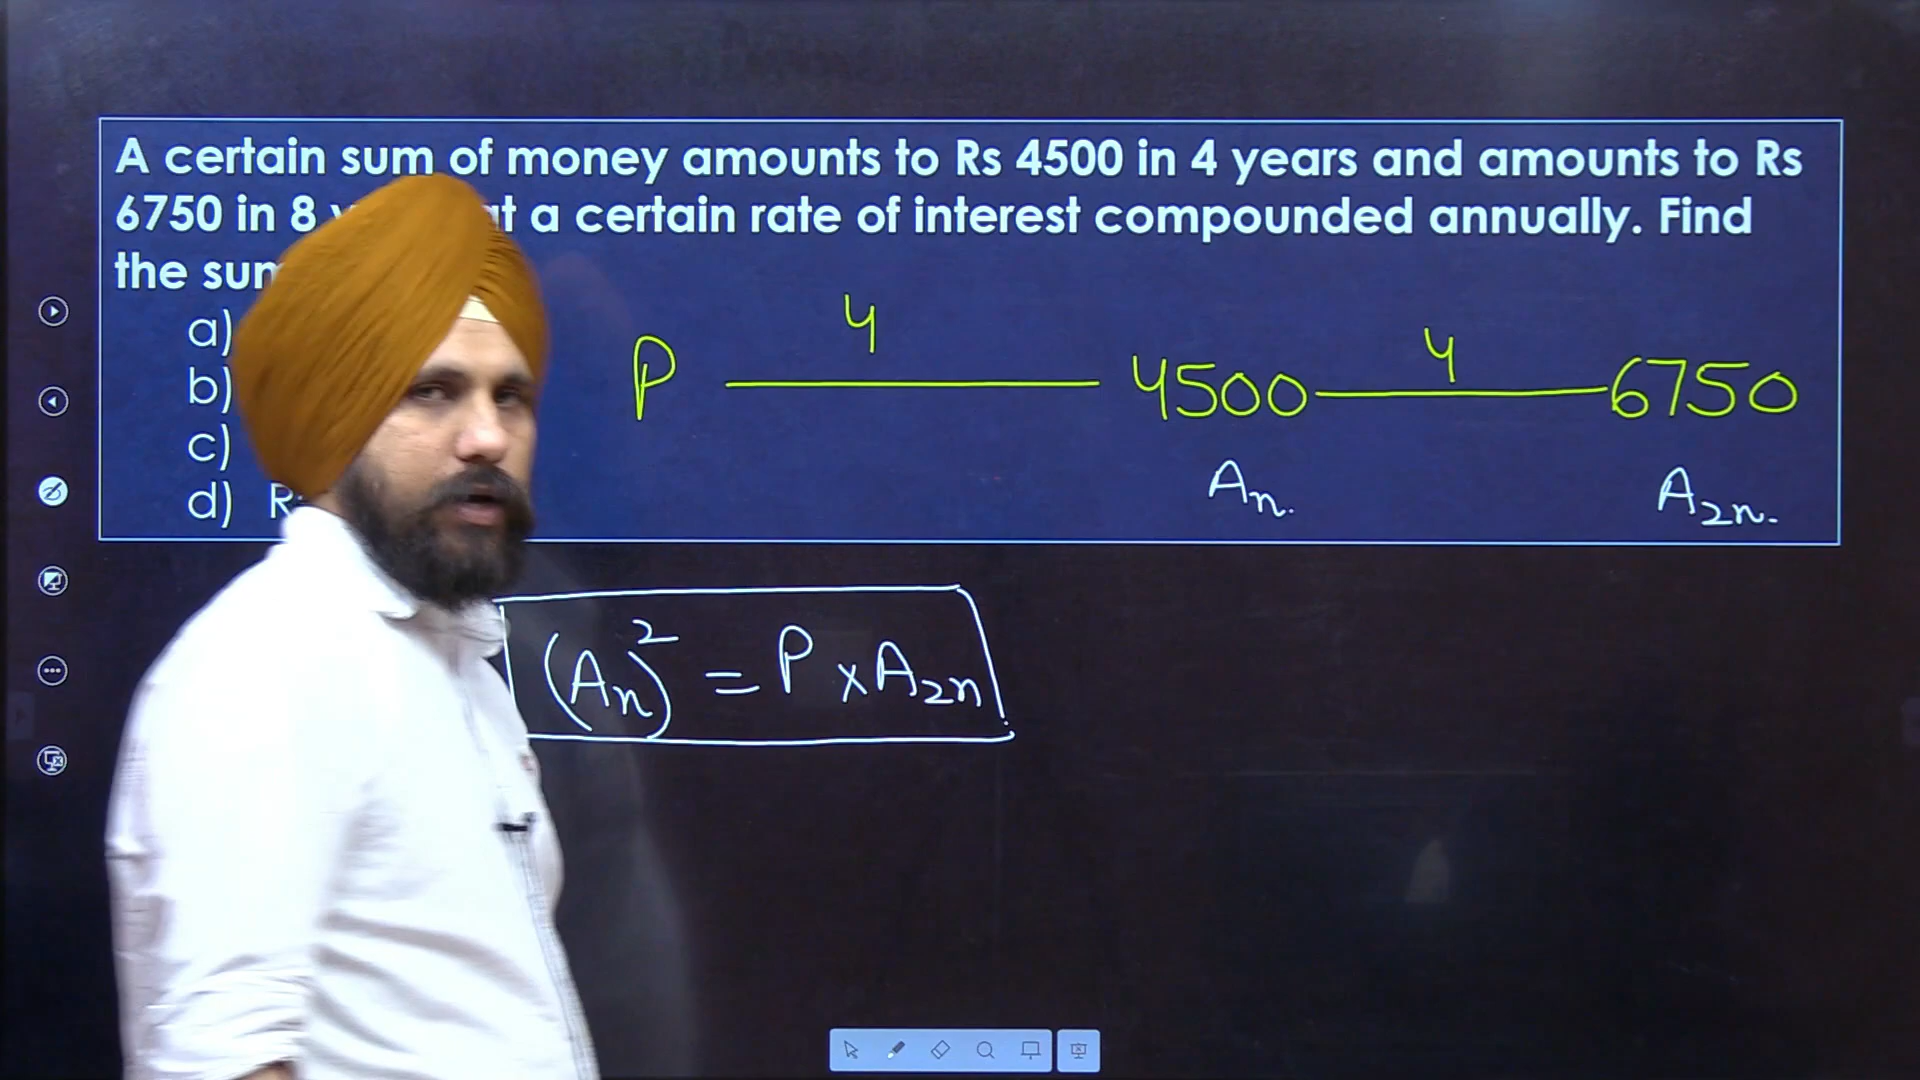 A certain sum of money amounts to Rs 4500 in 4 years and amounts to Rs
6750 in 8 at a certain rate of interest compounded annually. Find
the
a)
b)
c)
d)
4
4
P 4500 6750
An. A2n.
(An)² = P x A2n